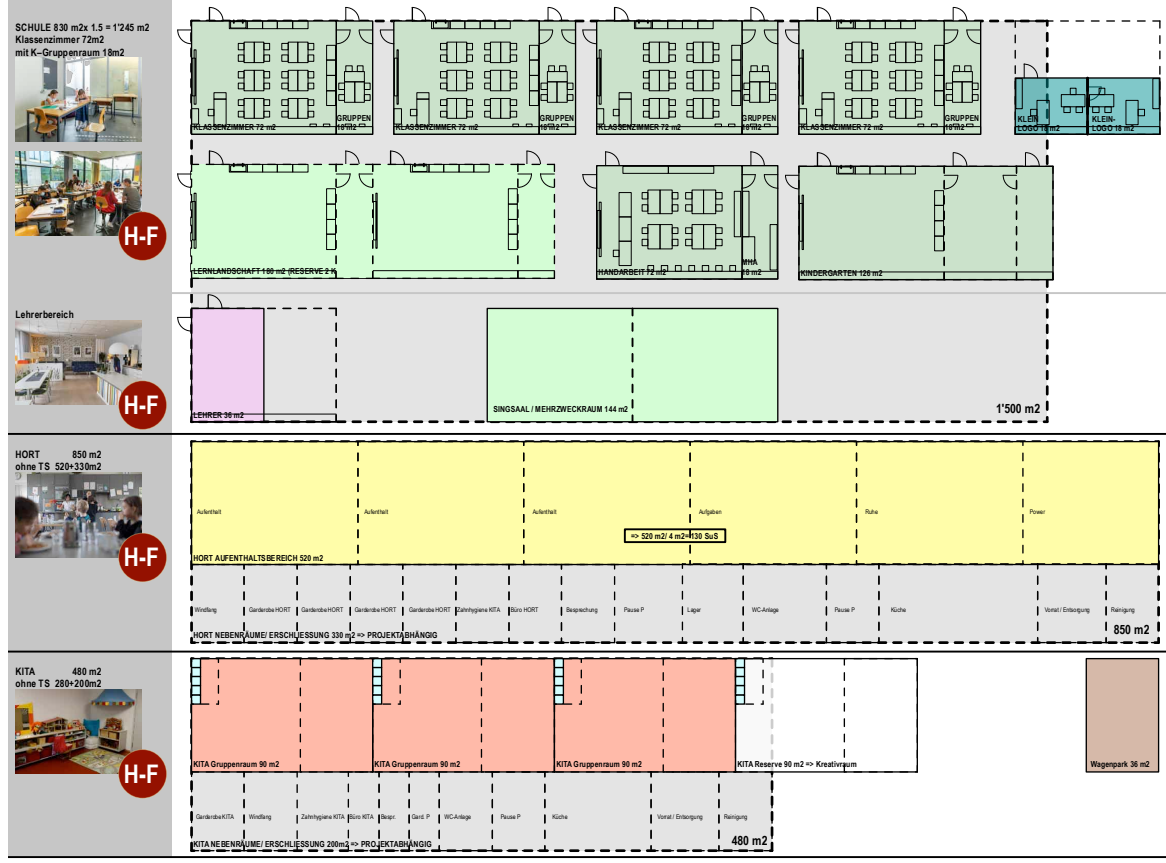 SCHULE 830 m2x 1.5 = 1'245 m2
Klassenzimmer 72m2
mit K–Gruppenraum 18m2
H-F
KLASSENZIMMER 72 m2
GRUPPEN
18 m2
KLASSENZIMMER 72 m2
GRUPPEN
18 m2
KLASSENZIMMER 72 m2
GRUPPEN
18 m2
KLASSENZIMMER 72 m2
GRUPPEN
18 m2
KLEIN
LOGO 18 m2
KLEIN-
LOGO 18 m2
LERNLANDSCHAFT 180 m2 (RESERVE 2 K
HANDARBEIT 72 m2
MHA
18 m2
KINDERGARTEN 126 m2
Lehrerbereich
H-F
LEHRER 36 m2
SINGSAAL / MEHRZWECKRAUM 144 m2
1'500 m2
HORT 850 m2
ohne TS 520+330m2
H-F
Aufenthalt
Aufenthalt
Aufenthalt
Aufgaben
Ruhe
Power
=> 520 m2/ 4 m2=130 SuS
HORT AUFENTHALTSBEREICH 520 m2
Windfang
Garderobe HORT
Garderobe HORT
Garderobe HORT
Garderobe HORT
Zahnhygiene KITA
Büro HORT
Besprechung
Pause P
Lager
WC-Anlage
Pause P
Küche
Vorrat / Entsorgung
Reinigung
HORT NEBENRÄUME/ ERSCHLIESSUNG 330 m2 => PROJEKTABHÄNGIG
850 m2
KITA 480 m2
ohne TS 280+200m2
H-F
KITA Gruppenraum 90 m2
KITA Gruppenraum 90 m2
KITA Gruppenraum 90 m2
KITA Reserve 90 m2 => Kreativraum
Wagenpark 36 m2
Garderobe KITA
Windfang
Zahnhygiene KITA
Büro KITA
Bespr.
Gard. P
WC-Anlage
Pause P
Küche
Vorrat / Entsorgung
Reinigung
KITA NEBENRÄUME/ ERSCHLIESSUNG 200m2 => PROJEKTABHÄNGIG
480 m2